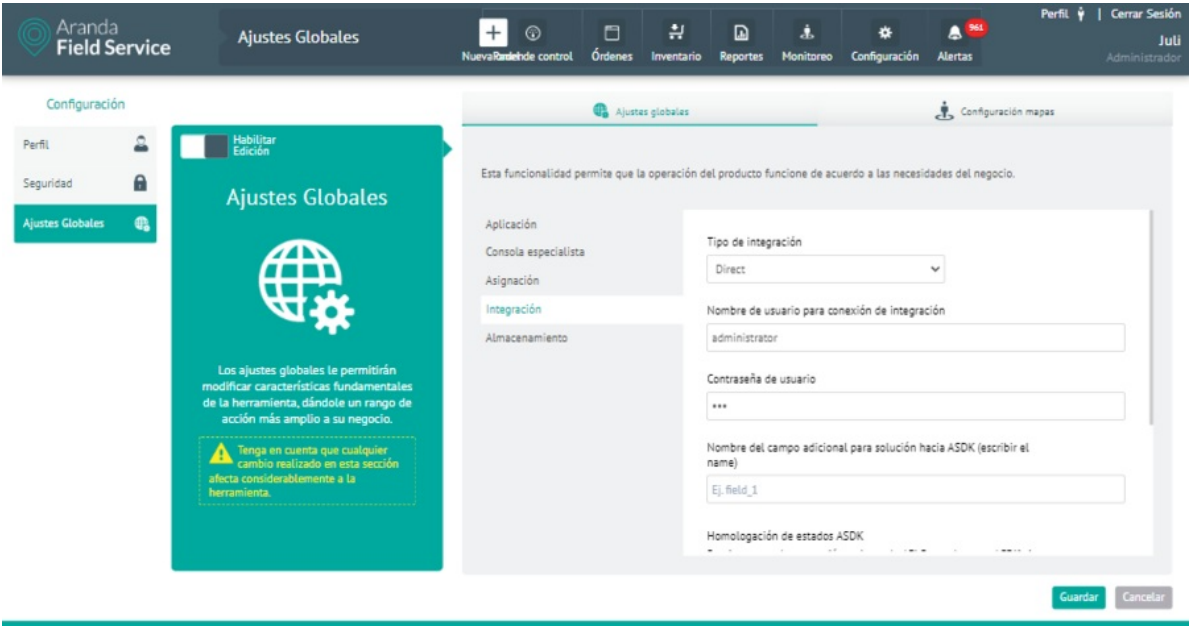 Aranda
Field Service
Ajustes Globales
Nueva
de control
Órdenes
Inventario
Reportes
Monitoreo
Configuración
Alertas
961
Perfil | Cerrar Sesión
Juli
Administrador
Configuración
Perfil
Seguridad
Ajustes Globales
Habilitar
Edición
Ajustes Globales
Los ajustes globales le permitirán
modificar características fundamentales
de la herramienta, dándole un rango de
acción más amplio a su negocio.
Tenga en cuenta que cualquier
cambio realizado en esta sección
afecta considerablemente a la
herramienta.
Ajustes globales
Configuración mapas
Esta funcionalidad permite que la operación del producto funcione de acuerdo a las necesidades del negocio.
Aplicación
Consola especialista
Asignación
Integración
Almacenamiento
Tipo de integración
Direct
Nombre de usuario para conexión de integración
administrator
Contraseña de usuario
•••
Nombre del campo adicional para solución hacia ASDK (escribir el
name)
Ej. field_1
Homologación de estados ASDK
Guardar
Cancelar